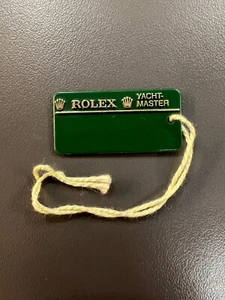 ROLEX YACHT-
MASTER